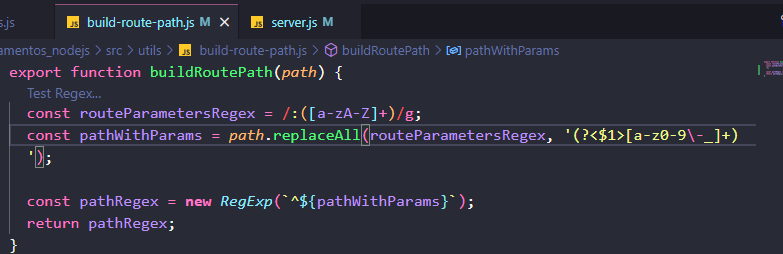 s.js
JS build-route-path.js M ×
JS server.js M
amentos_nodejs > src > utils > JS build-route-path.js > buildRoutePath > pathWithParams
export function buildRoutePath(path) {
Test Regex...
const routeParametersRegex = /:([a-zA-Z]+)/g;
const pathWithParams = path.replaceAll(routeParametersRegex, '(?<$1>[a-z0-9\-_]+)
');
const pathRegex = new RegExp(`^${pathWithParams}`);
return pathRegex;
}